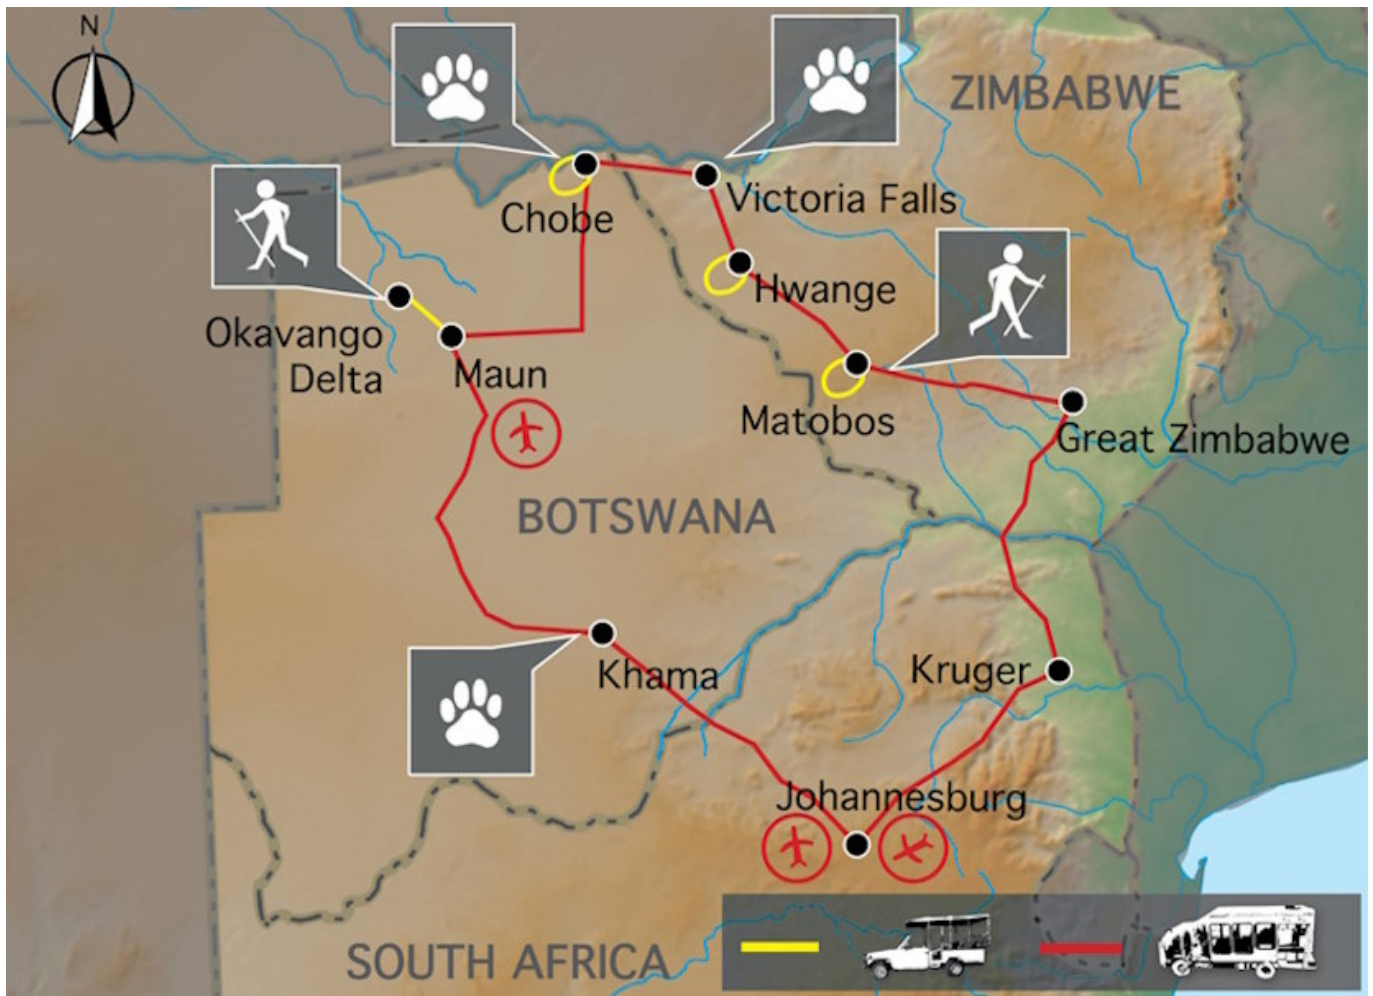 N
ZIMBABWE
Chobe
Victoria Falls
Hwange
Okavango
Delta
Maun
Matobos
Great Zimbabwe
BOTSWANA
Khama
Kruger
Johannesburg
SOUTH AFRICA